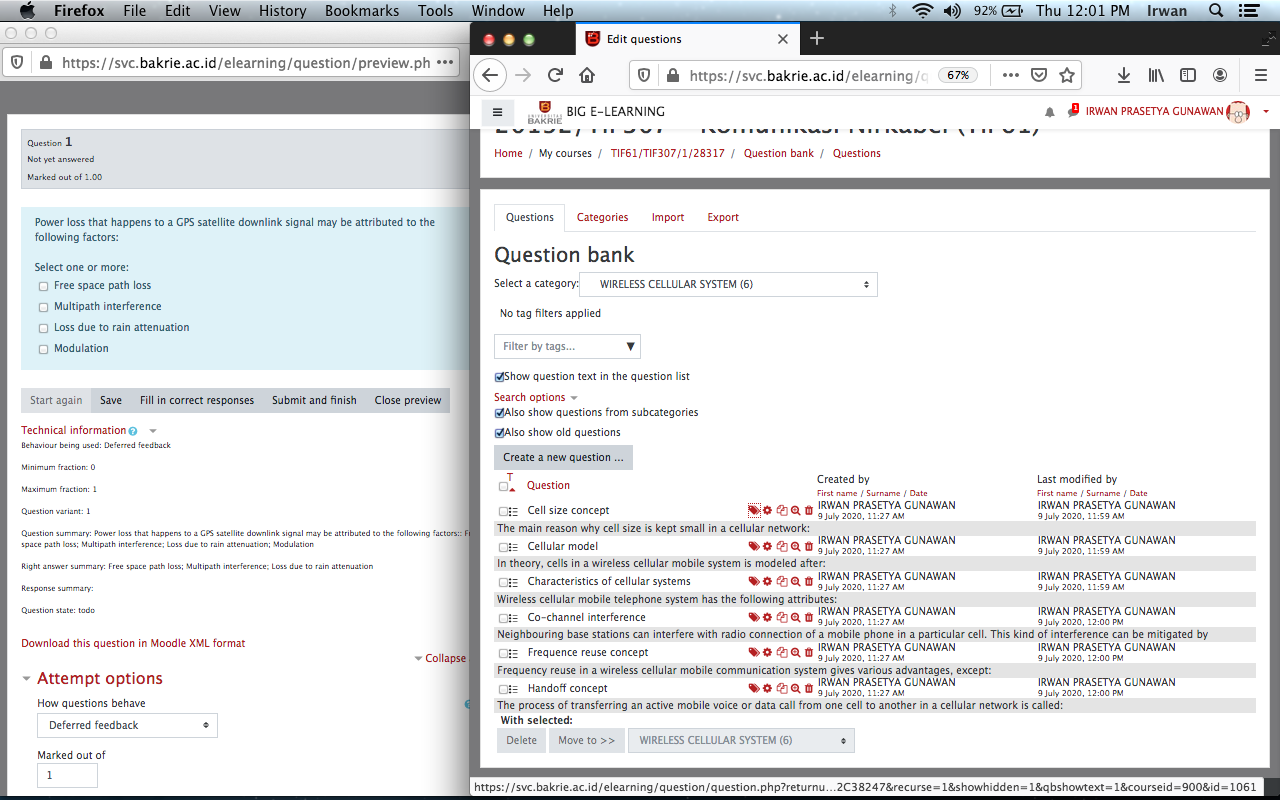 Firefox File Edit View History Bookmarks Tools Window Help 92% Thu 12:01 PM Irwan
https://svc.bakrie.ac.id/elearning/question/preview.ph
Question 1
Not yet answered
Marked out of 1.00
Power loss that happens to a GPS satellite downlink signal may be attributed to the
following factors:
Select one or more:
Free space path loss
Multipath interference
Loss due to rain attenuation
Modulation
Start again Save Fill in correct responses Submit and finish Close preview
Technical information
Behaviour being used: Deferred feedback
Minimum fraction: 0
Maximum fraction: 1
Question variant: 1
Question summary: Power loss that happens to a GPS satellite downlink signal may be attributed to the following factors:: Fr
space path loss; Multipath interference; Loss due to rain attenuation; Modulation
Right answer summary: Free space path loss; Multipath interference; Loss due to rain attenuation
Response summary:
Question state: todo
Download this question in Moodle XML format
Collapse
Attempt options
How questions behave
Deferred feedback
Marked out of
1
Edit questions
https://svc.bakrie.ac.id/elearning/q 67%
UNIVERSITAS
BAKRIE
BIG E-LEARNING
1
IRWAN PRASETYA GUNAWAN
20192/TIF307 - Komunikasi Nirkabel (TIF61)
Home / My courses / TIF61/TIF307/1/28317 / Question bank / Questions
Questions Categories Import Export
Question bank
Select a category: WIRELESS CELLULAR SYSTEM (6)
No tag filters applied
Filter by tags...
Show question text in the question list
Search options
Also show questions from subcategories
Also show old questions
Create a new question ...
T Question Created by Last modified by
First name / Surname / Date First name / Surname / Date
Cell size concept IRWAN PRASETYA GUNAWAN IRWAN PRASETYA GUNAWAN
9 July 2020, 11:27 AM 9 July 2020, 11:59 AM
The main reason why cell size is kept small in a cellular network:
Cellular model IRWAN PRASETYA GUNAWAN IRWAN PRASETYA GUNAWAN
9 July 2020, 11:27 AM 9 July 2020, 11:59 AM
In theory, cells in a wireless cellular mobile system is modeled after:
Characteristics of cellular systems IRWAN PRASETYA GUNAWAN IRWAN PRASETYA GUNAWAN
9 July 2020, 11:27 AM 9 July 2020, 11:59 AM
Wireless cellular mobile telephone system has the following attributes:
Co-channel interference IRWAN PRASETYA GUNAWAN IRWAN PRASETYA GUNAWAN
9 July 2020, 11:27 AM 9 July 2020, 11:59 AM
Neighbouring base stations can interfere with radio connection of a mobile phone in a particular cell. This kind of interference can be mitigated by
Frequence reuse concept IRWAN PRASETYA GUNAWAN IRWAN PRASETYA GUNAWAN
9 July 2020, 11:27 AM 9 July 2020, 12:00 PM
Frequency reuse in a wireless cellular mobile communication system gives various advantages, except:
Handoff concept IRWAN PRASETYA GUNAWAN IRWAN PRASETYA GUNAWAN
9 July 2020, 11:27 AM 9 July 2020, 12:00 PM
The process of transferring an active mobile voice or data call from one cell to another in a cellular network is called:
With selected:
Delete Move to >> WIRELESS CELLULAR SYSTEM (6)
https://svc.bakrie.ac.id/elearning/question/question.php?returnu...2C38247&recurse=1&showhidden=1&qbshowtext=1&courseid=900&id=1061